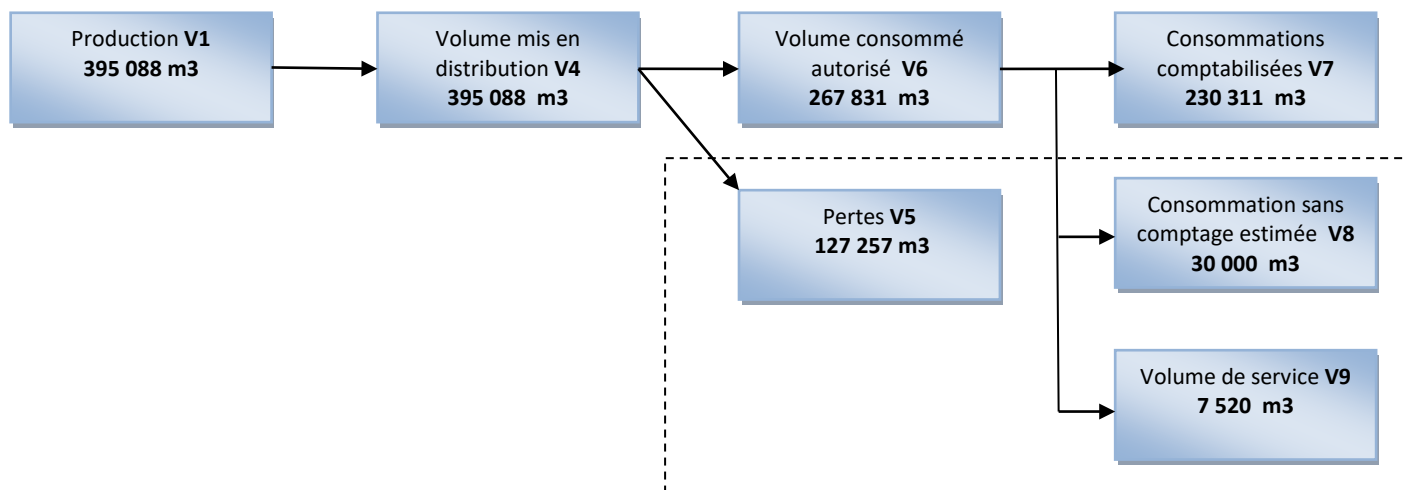 Production V1
395 088 m3
Volume mis en
distribution V4
395 088 m3
Volume consommé
autorisé V6
267 831 m3
Consommations
comptabilisées V7
230 311 m3
Pertes V5
127 257 m3
Consommation sans
comptage estimée V8
30 000 m3
Volume de service V9
7 520 m3